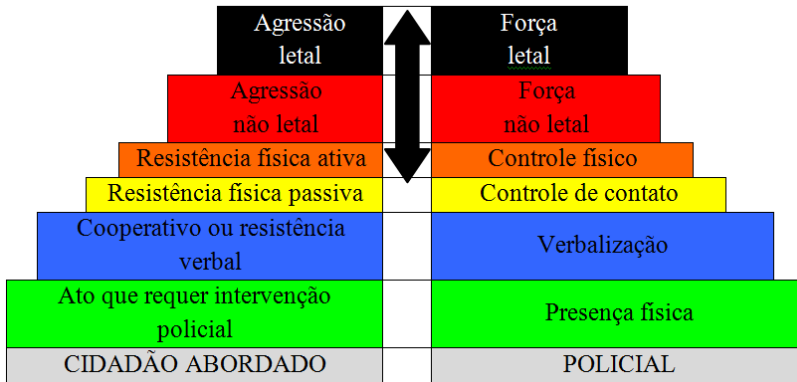 Agressão
letal
Força
letal
Agressão
não letal
Força
não letal
Resistência física ativa
Controle físico
Resistência física passiva
Controle de contato
Cooperativo ou resistência
verbal
Verbalização
Ato que requer intervenção
policial
Presença física
CIDADÃO ABORDADO
POLICIAL